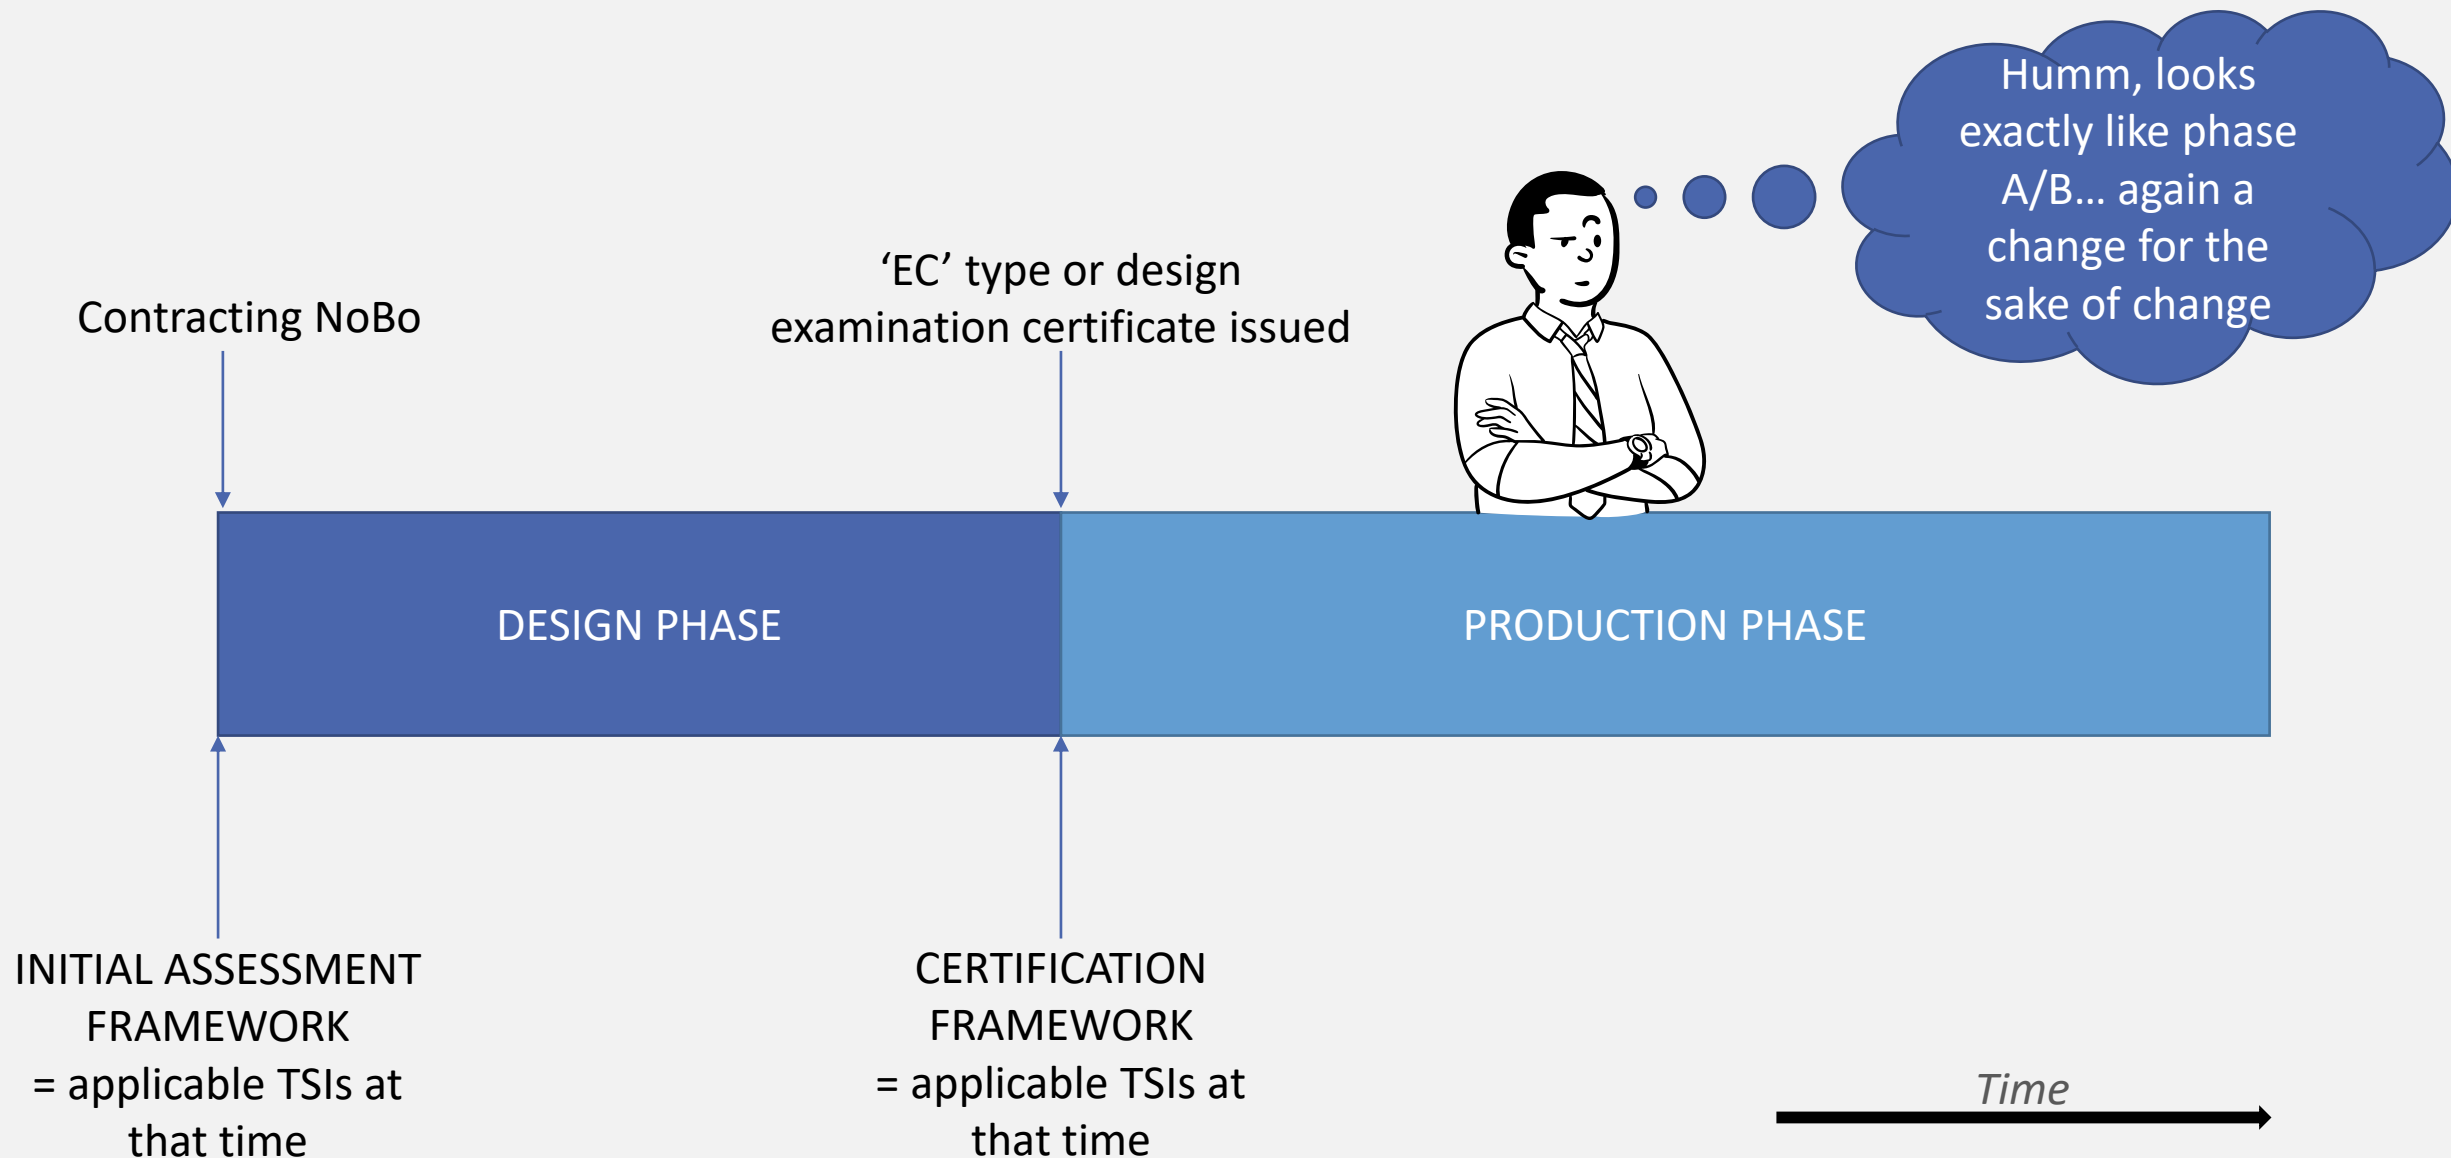 Humm, looks
exactly like phase
A/B... again a
change for the
sake of change
Contracting NoBo
‘EC’ type or design
examination certificate issued
DESIGN PHASE
PRODUCTION PHASE
INITIAL ASSESSMENT
FRAMEWORK
= applicable TSIs at
that time
CERTIFICATION
FRAMEWORK
= applicable TSIs at
that time
Time